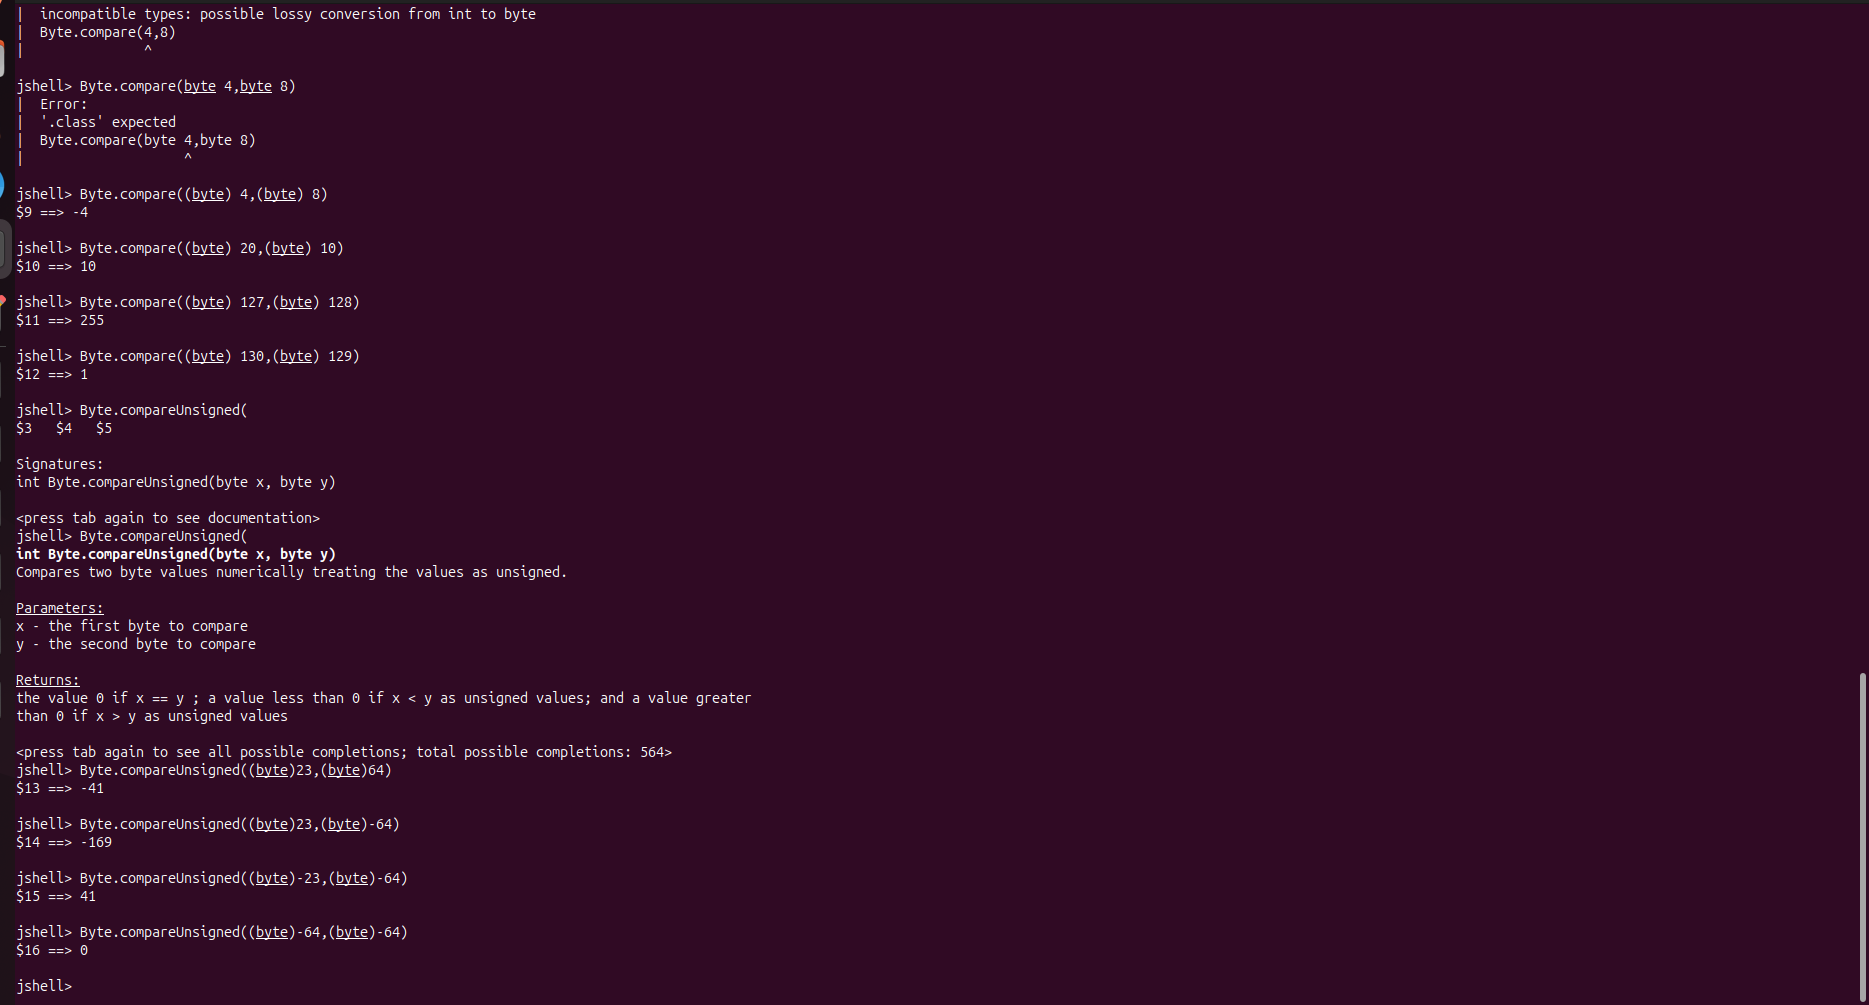 |  incompatible types: possible lossy conversion from int to byte
|  Byte.compare(4,8)
|               ^
jshell> Byte.compare(byte 4,byte 8)
|  Error:
|  '.class' expected
|  Byte.compare(byte 4,byte 8)
|                    ^
jshell> Byte.compare((byte) 4,(byte) 8)
$9 ==> -4
jshell> Byte.compare((byte) 20,(byte) 10)
$10 ==> 10
jshell> Byte.compare((byte) 127,(byte) 128)
$11 ==> 255
jshell> Byte.compare((byte) 130,(byte) 129)
$12 ==> 1
jshell> Byte.compareUnsigned(
$3   $4   $5
Signatures:
int Byte.compareUnsigned(byte x, byte y)
<press tab again to see documentation>
jshell> Byte.compareUnsigned(
int Byte.compareUnsigned(byte x, byte y)
Compares two byte values numerically treating the values as unsigned.
Parameters:
x - the first byte to compare
y - the second byte to compare
Returns:
the value 0 if x == y ; a value less than 0 if x < y as unsigned values; and a value greater
than 0 if x > y as unsigned values
<press tab again to see all possible completions; total possible completions: 564>
jshell> Byte.compareUnsigned((byte)23,(byte)64)
$13 ==> -41
jshell> Byte.compareUnsigned((byte)23,(byte)-64)
$14 ==> -169
jshell> Byte.compareUnsigned((byte)-23,(byte)-64)
$15 ==> 41
jshell> Byte.compareUnsigned((byte)-64,(byte)-64)
$16 ==> 0
jshell>